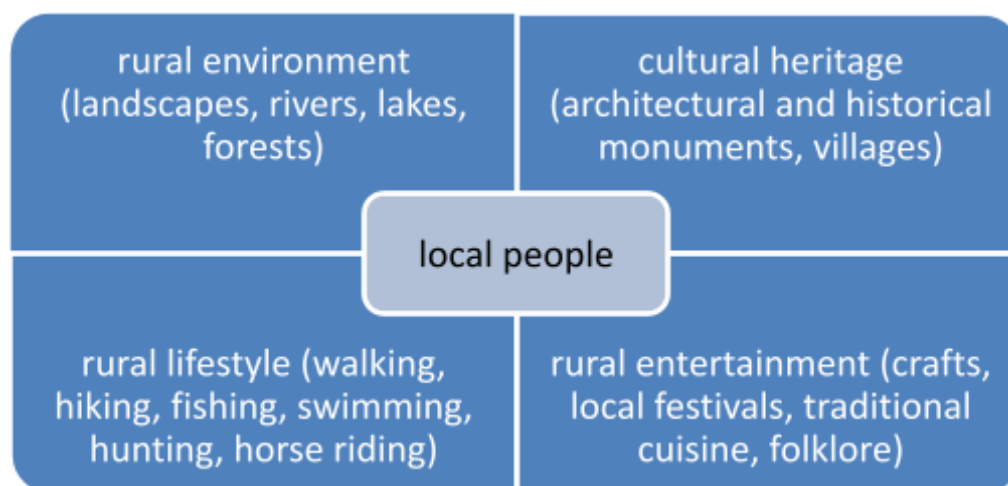 rural environment
(landscapes, rivers, lakes,
forests)
cultural heritage
(architectural and historical
monuments, villages)
local people
rural lifestyle (walking,
hiking, fishing, swimming,
hunting, horse riding)
rural entertainment (crafts,
local festivals, traditional
cuisine, folklore)